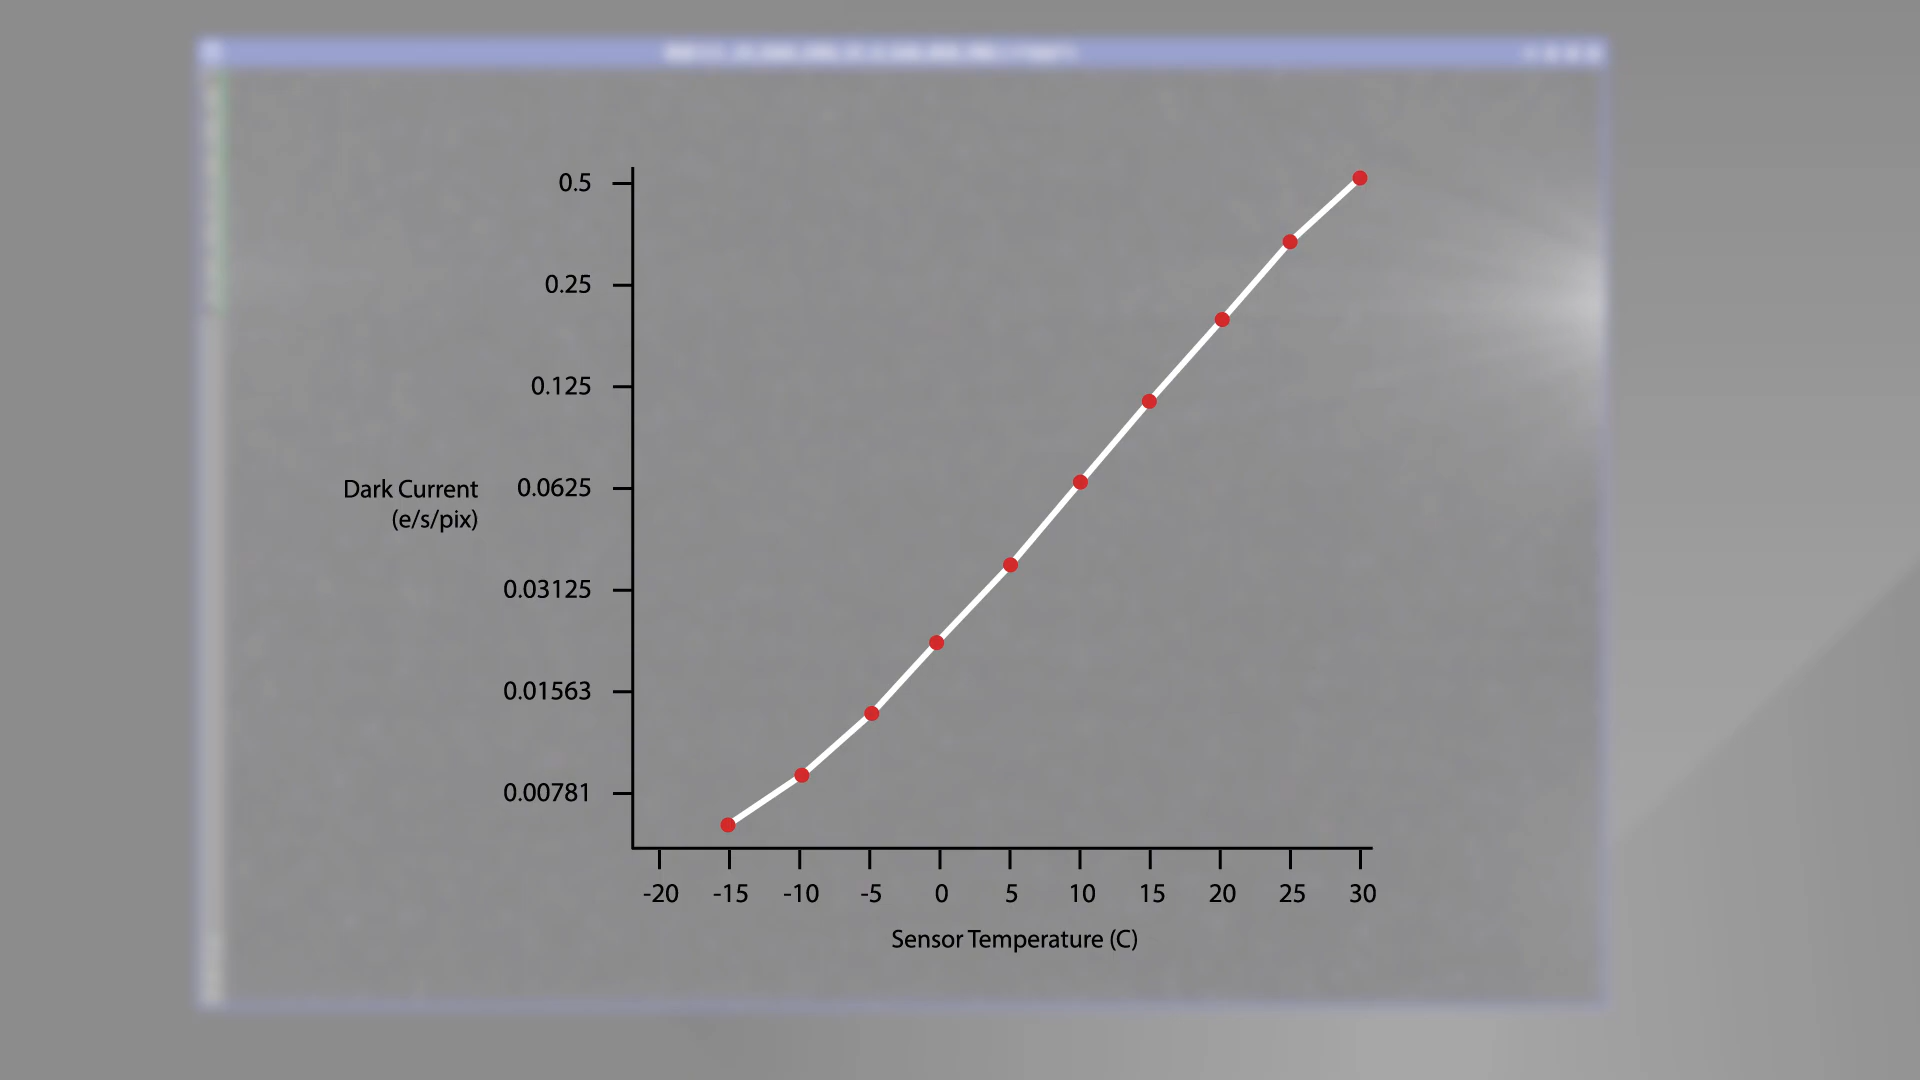 0.5
0.25
0.125
0.0625
0.03125
0.01563
0.00781
Dark Current
(e/s/pix)
-20 -15 -10 -5 0 5 10 15 20 25 30
Sensor Temperature (C)